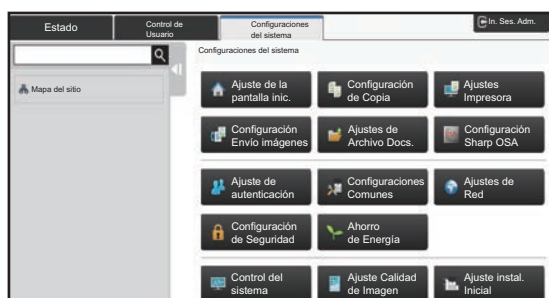 Estado
Control de
Usuario
Configuraciones
del sistema
In. Ses. Adm.
Configuraciones del sistema
Mapa del sitio
Ajuste de la
pantalla inic.
Configuración
de Copia
Ajustes
Impresora
Configuración
Envío imágenes
Ajustes de
Archivo Docs.
Configuración
Sharp OSA
Ajuste de
autenticación
Configuraciones
Comunes
Ajustes de
Red
Configuración
de Seguridad
Ahorro
de Energía
Control del
sistema
Ajuste Calidad
de Imagen
Ajuste instal.
Inicial